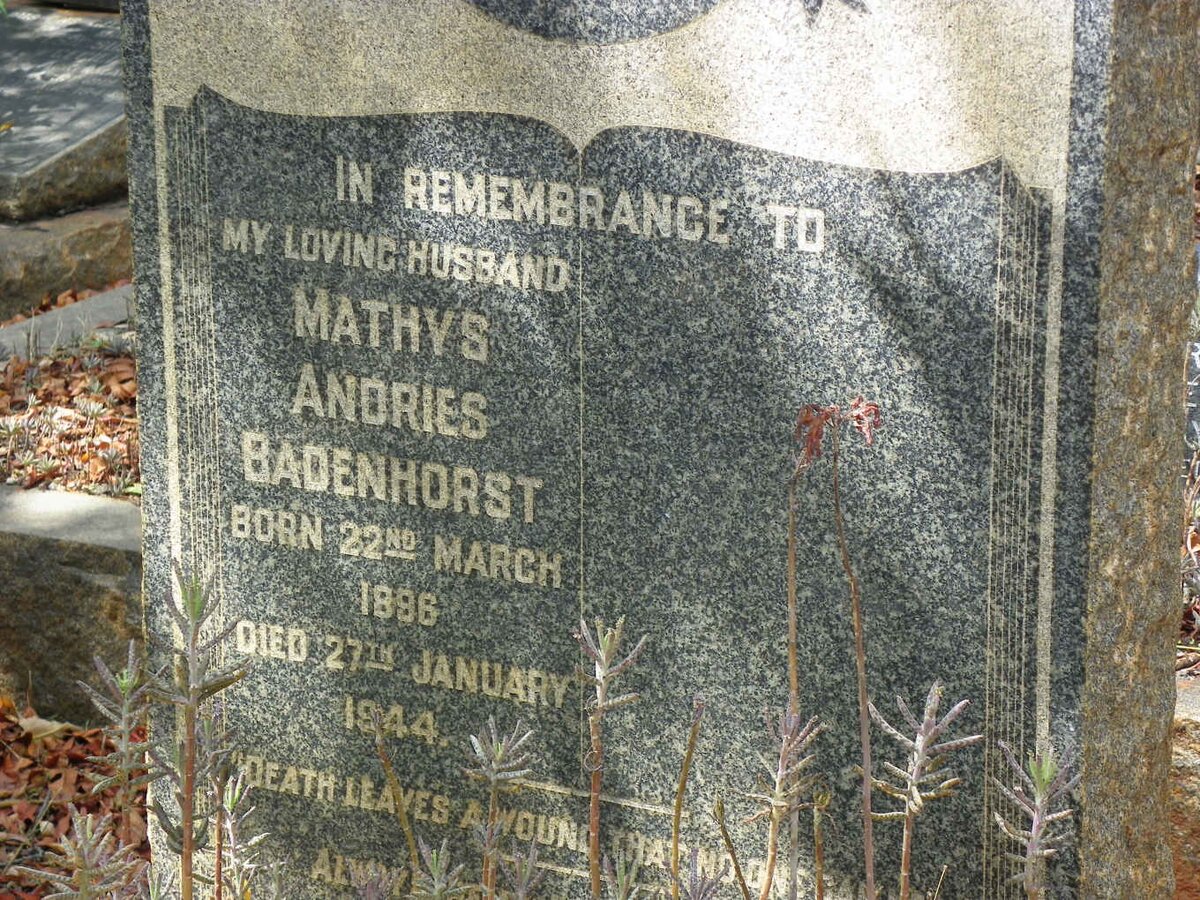 IN REMEMBRANCE TO
MY LOVING HUSBAND
MATHYS
ANDRIES
BADENHORST
BORN 22ND MARCH
1896
DIED 27TH JANUARY
1944.
"DEATH LEAVES A WOUND THAT NO ONE